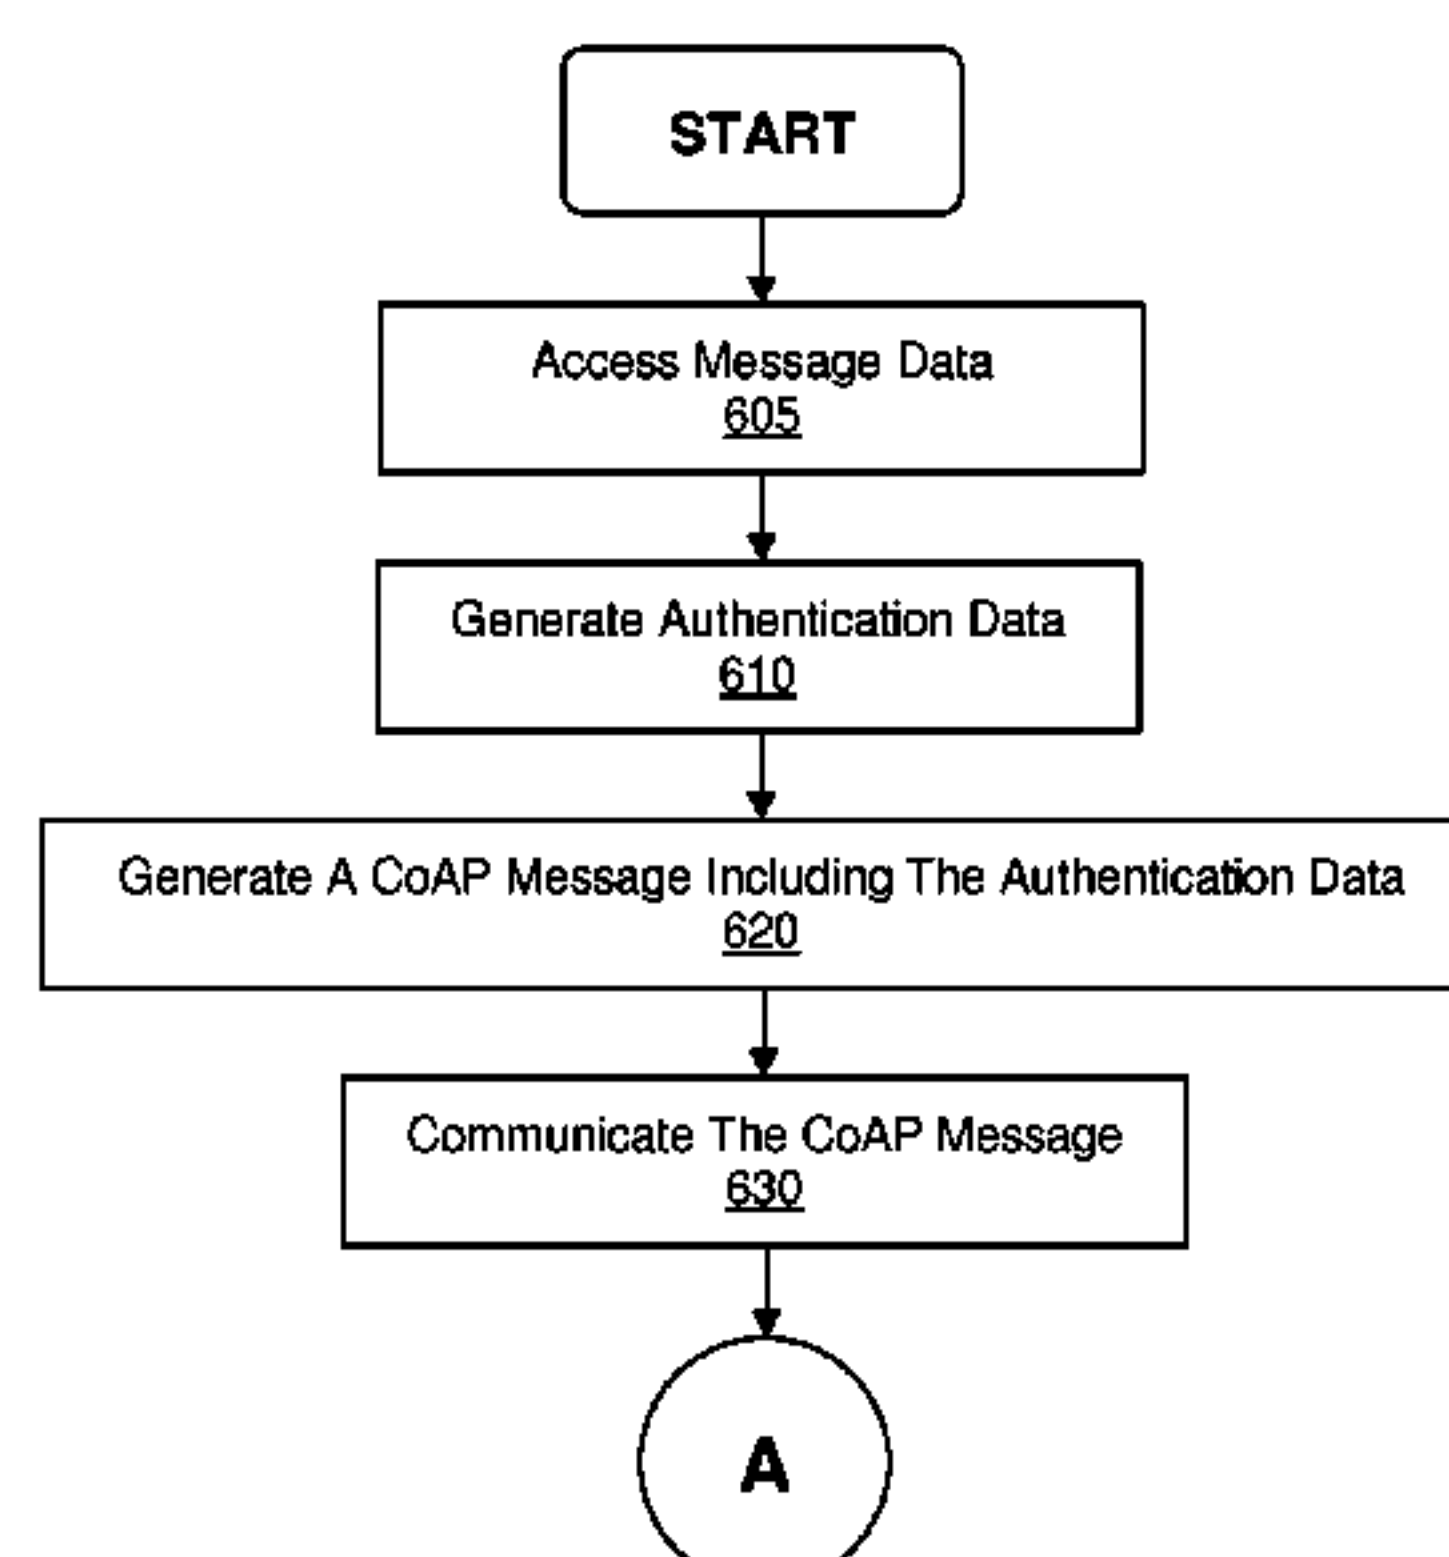 START
Access Message Data
605
Generate Authentication Data
610
Generate A CoAP Message Including The Authentication Data
620
Communicate The CoAP Message
630
A